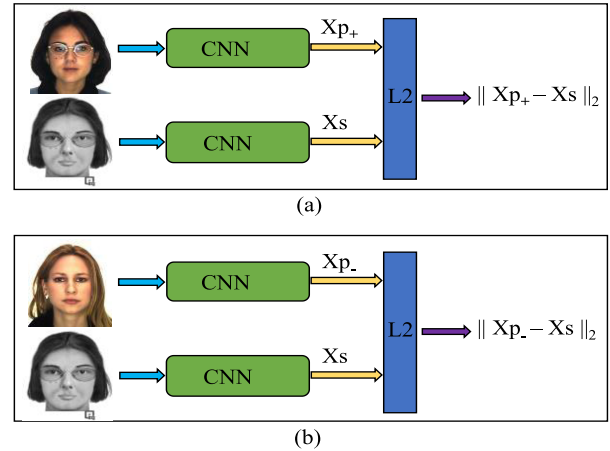 CNN
Xp₊
L2
‖ Xp₊ – Xs ‖₂
CNN
Xs
(a)
CNN
Xp₋
L2
‖ Xp₋ – Xs ‖₂
CNN
Xs
(b)